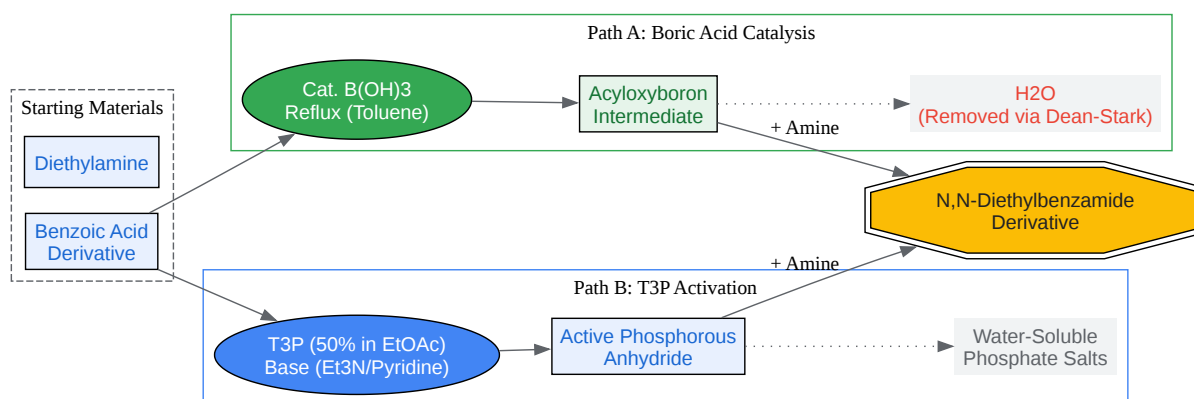 Path A: Boric Acid Catalysis
Starting Materials
Diethylamine
Benzoic Acid
Derivative
Cat. B(OH)3
Reflux (Toluene)
Acyloxyboron
Intermediate
H2O
(Removed via Dean-Stark)
+ Amine
N,N-Diethylbenzamide
Derivative
+ Amine
Path B: T3P Activation
T3P (50% in EtOAc)
Base (Et3N/Pyridine)
Active Phosphorous
Anhydride
Water-Soluble
Phosphate Salts